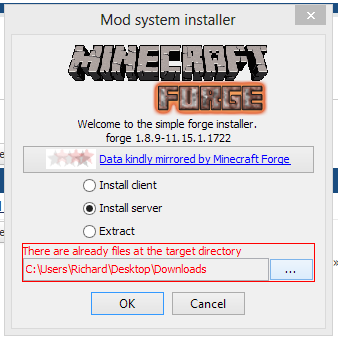 Mod system installer
MINECRAFT
FORGE
Welcome to the simple forge installer.
forge 1.8.9-11.15.1.1722
Data kindly mirrored by Minecraft Forge
Install client
Install server
Extract
There are already files at the target directory
C:\Users\Richard\Desktop\Downloads
...
OK
Cancel